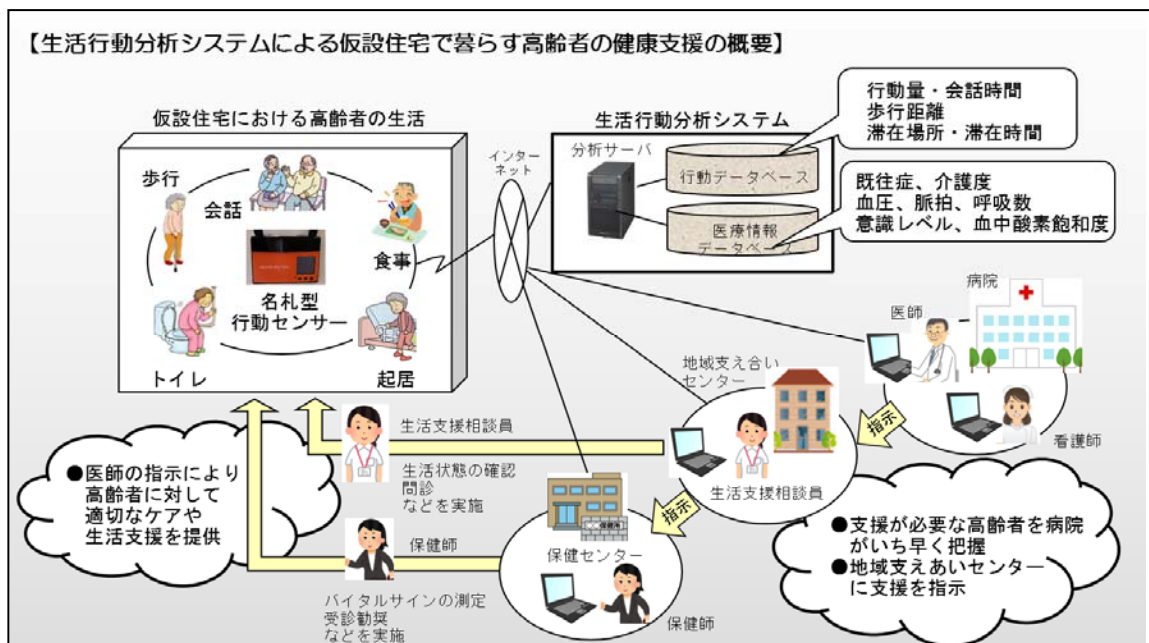 【生活行動分析システムによる仮設住宅で暮らす高齢者の健康支援の概要】
仮設住宅における高齢者の生活
歩行
会話
食事
名札型
行動センサー
トイレ
起居
インター
ネット
生活行動分析システム
分析サーバ
行動データベース
医療情報
データベース
行動量・会話時間
歩行距離
滞在場所・滞在時間
既往症、介護度
血圧、脈拍、呼吸数
意識レベル、血中酸素飽和度
病院
医師
看護師
指示
地域支え合い
センター
生活支援相談員
指示
保健所
保健センター
保健師
生活支援相談員
生活状態の確認
問診
などを実施
保健師
バイタルサインの測定
受診勧奨
などを実施
●医師の指示により
高齢者に対して
適切なケアや
生活支援を提供
●支援が必要な高齢者を病院
がいち早く把握
●地域支えあいセンター
に支援を指示